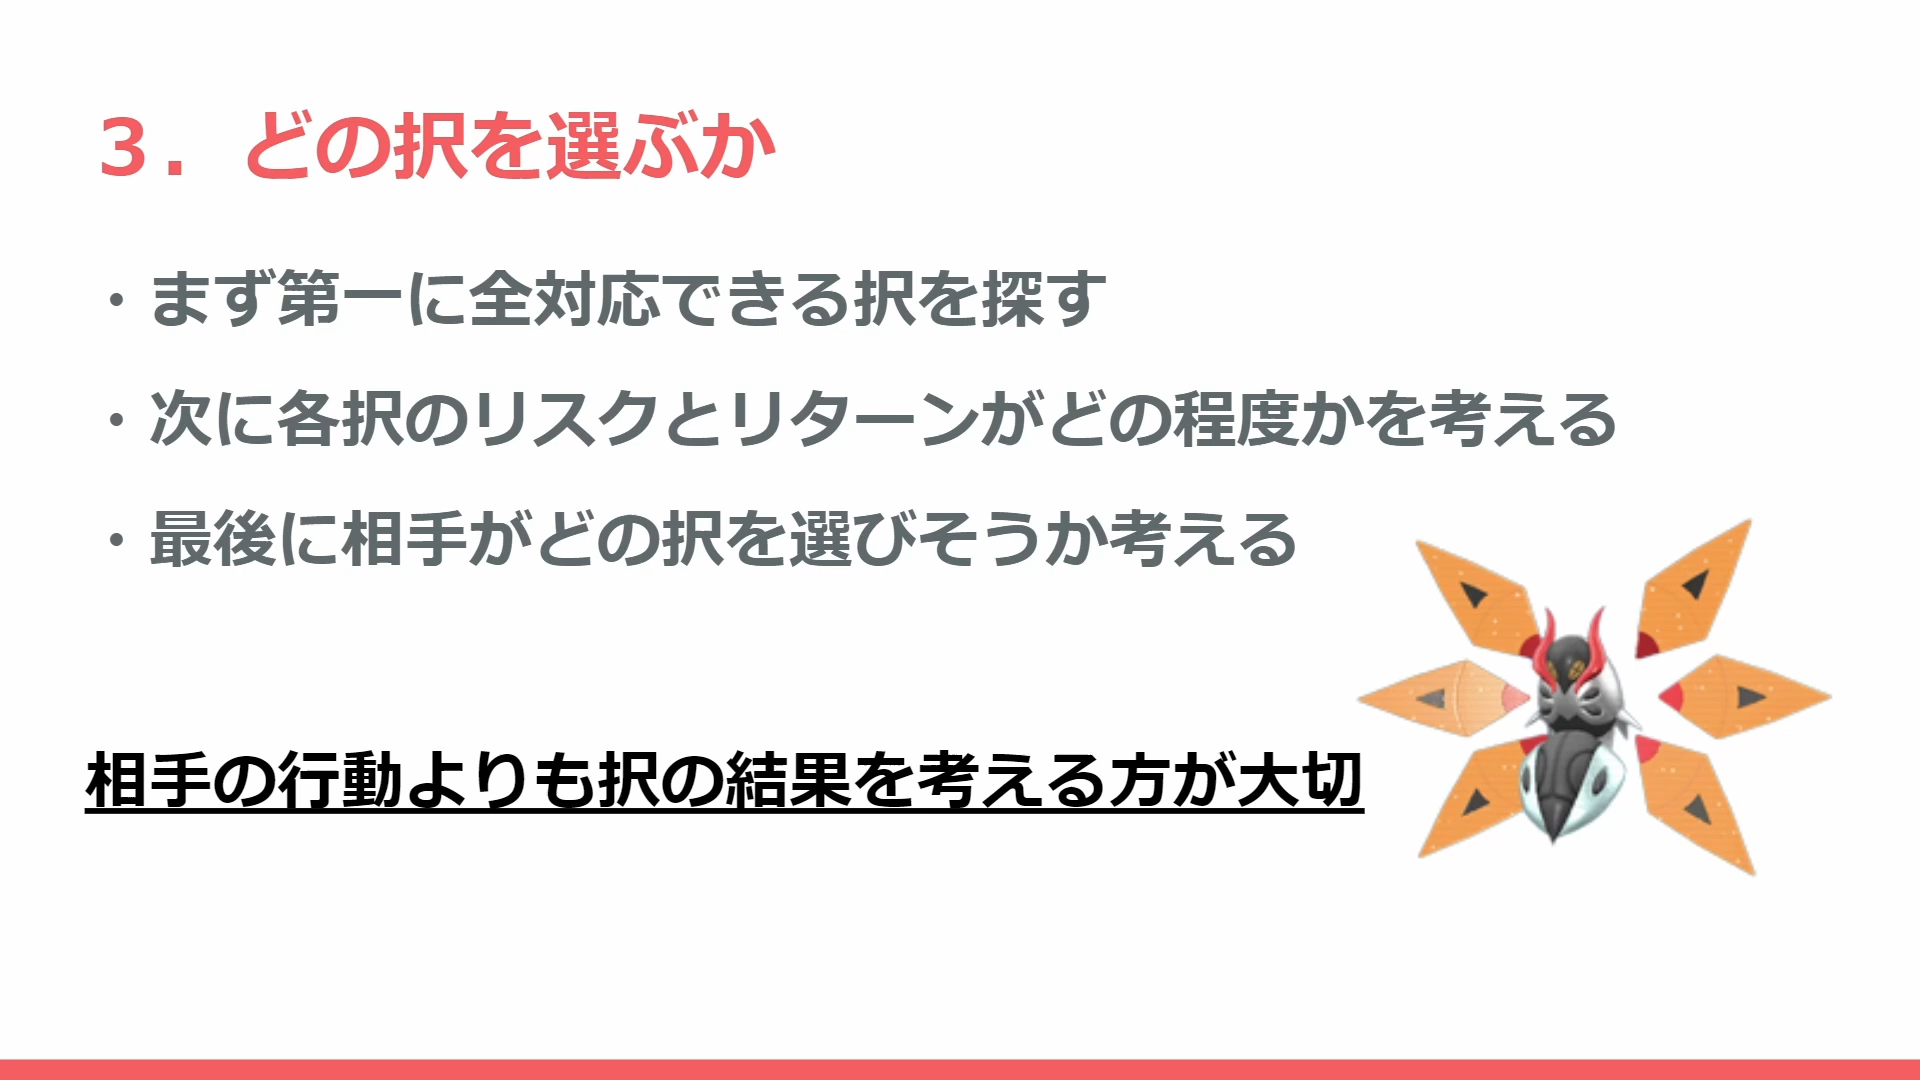 ３．どの択を選ぶか
・まず第一に全対応できる択を探す
・次に各択のリスクとリターンがどの程度かを考える
・最後に相手がどの択を選びそうか考える
相手の行動よりも択の結果を考える方が大切